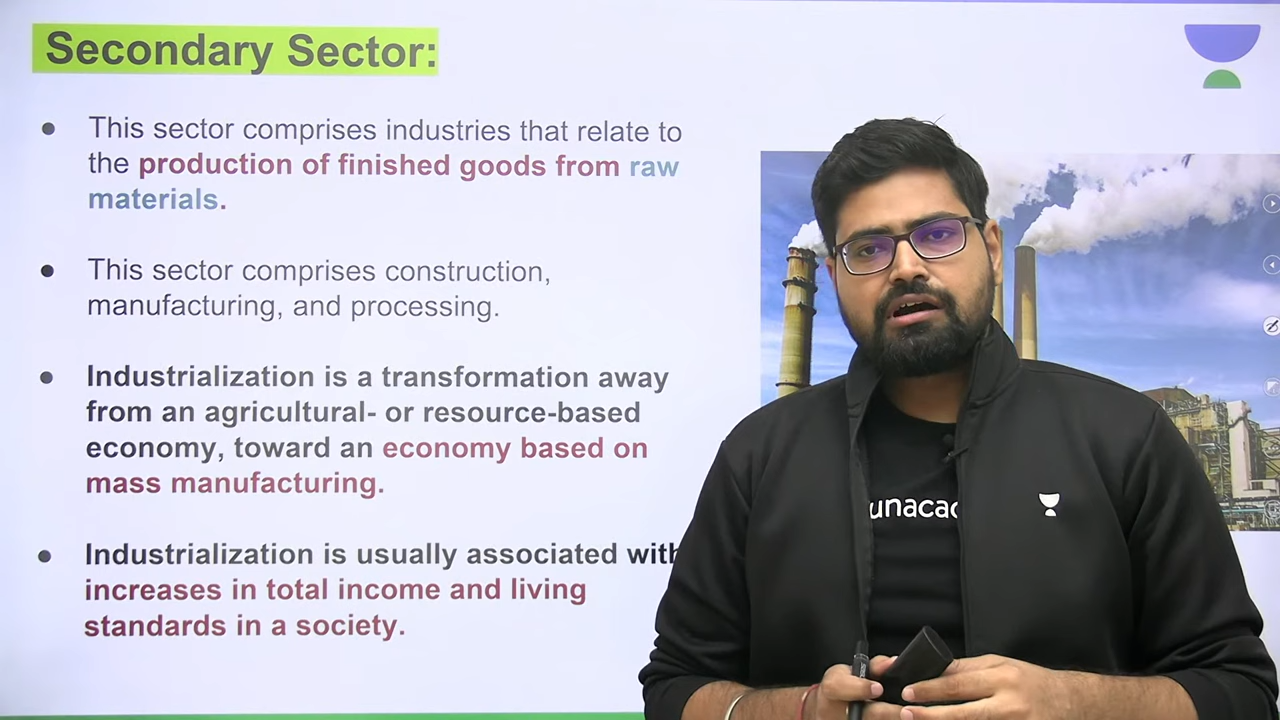 Secondary Sector:
● This sector comprises industries that relate to
the production of finished goods from raw
materials.
● This sector comprises construction,
manufacturing, and processing.
● Industrialization is a transformation away
from an agricultural- or resource-based
economy, toward an economy based on
mass manufacturing.
● Industrialization is usually associated with
increases in total income and living
standards in a society.
unacad